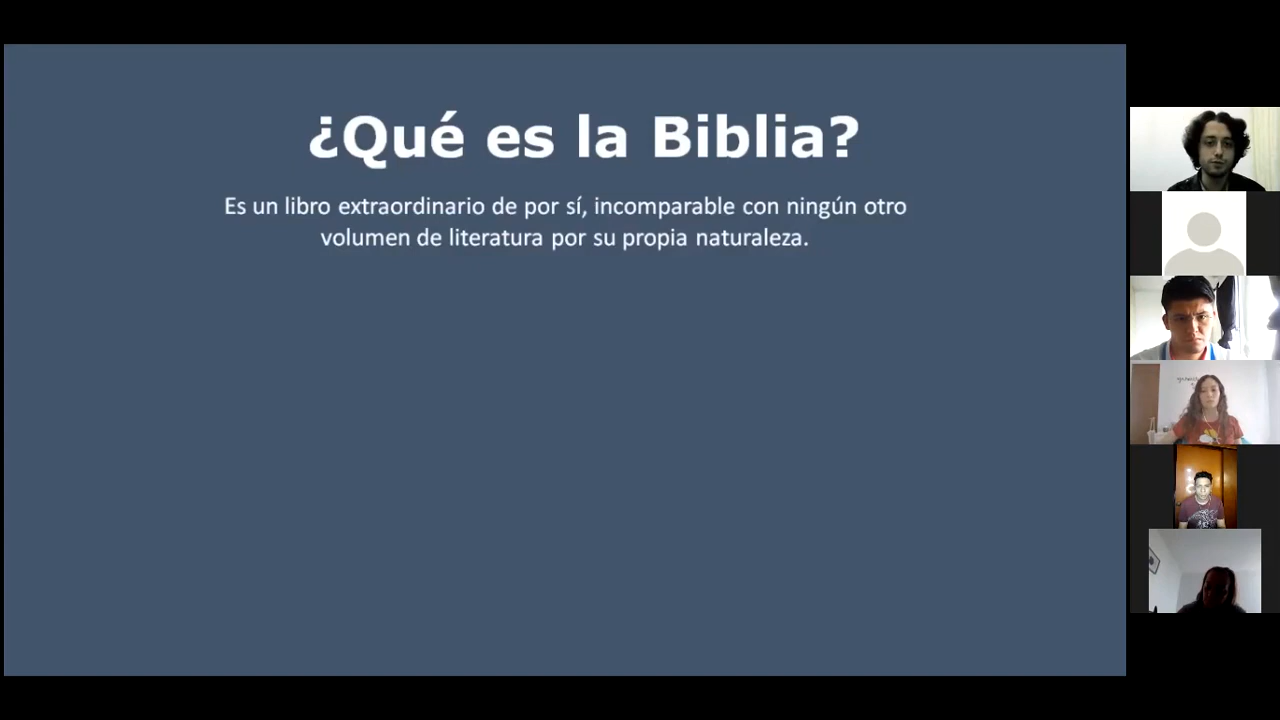 ¿Qué es la Biblia?
Es un libro extraordinario de por sí, incomparable con ningún otro
volumen de literatura por su propia naturaleza.